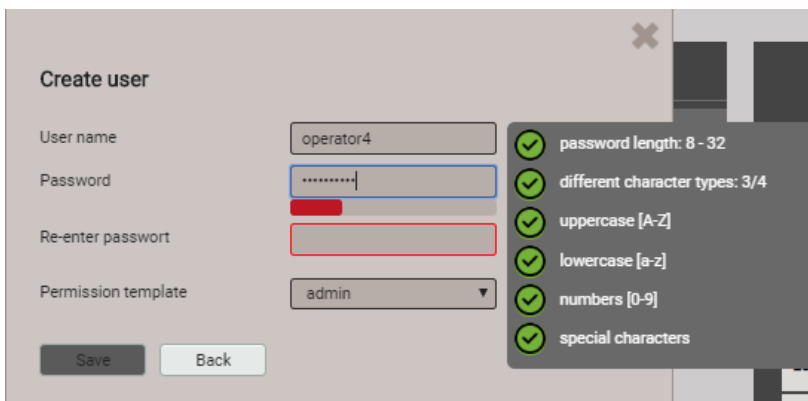 Create user
User name
operator4
Password
••••••••••
Re-enter passwort
Permission template
admin
Save
Back
password length: 8 - 32
different character types: 3/4
uppercase [A-Z]
lowercase [a-z]
numbers [0-9]
special characters